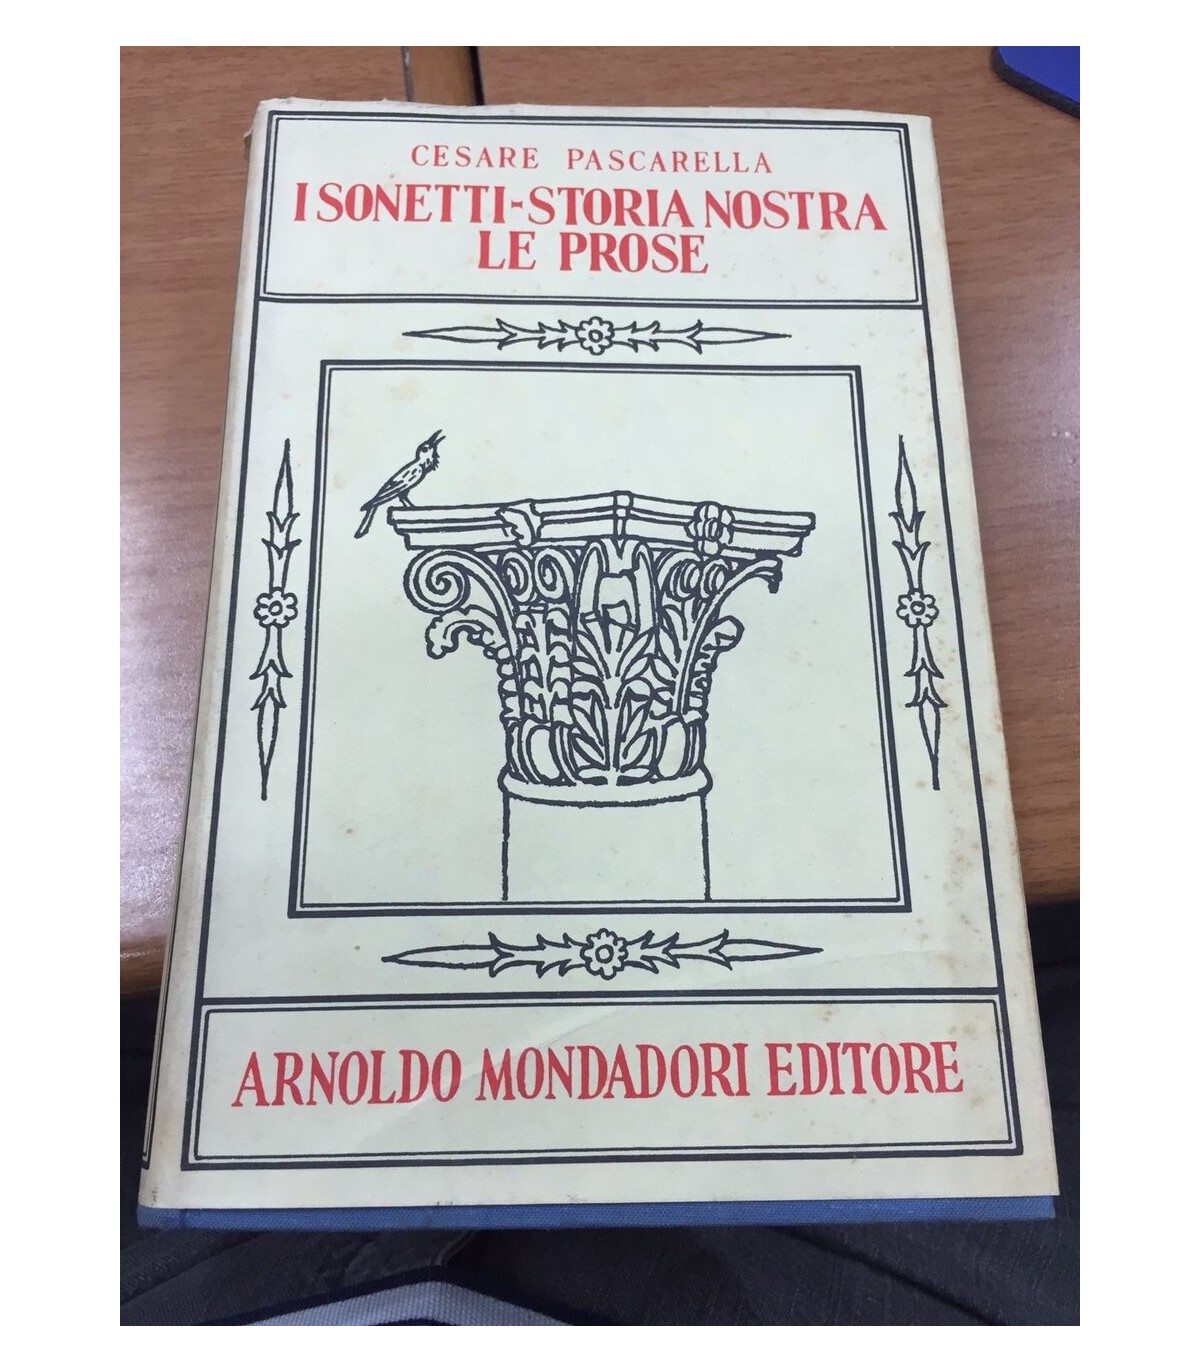 CESARE PASCARELLA
I SONETTI-STORIA NOSTRA
LE PROSE
ARNOLDO MONDADORI EDITORE